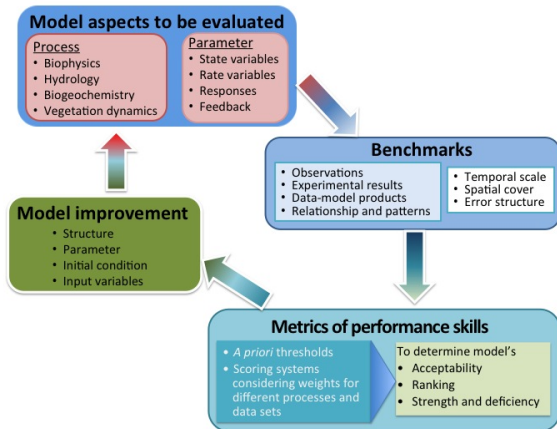 Model aspects to be evaluated
Process
• Biophysics
• Hydrology
• Biogeochemistry
• Vegetation dynamics
Parameter
• State variables
• Rate variables
• Responses
• Feedback
Benchmarks
• Observations
• Experimental results
• Data-model products
• Relationship and patterns
• Temporal scale
• Spatial cover
• Error structure
Metrics of performance skills
• A priori thresholds
• Scoring systems
considering weights for
different processes and
data sets
To determine model's
• Acceptability
• Ranking
• Strength and deficiency
Model improvement
• Structure
• Parameter
• Initial condition
• Input variables